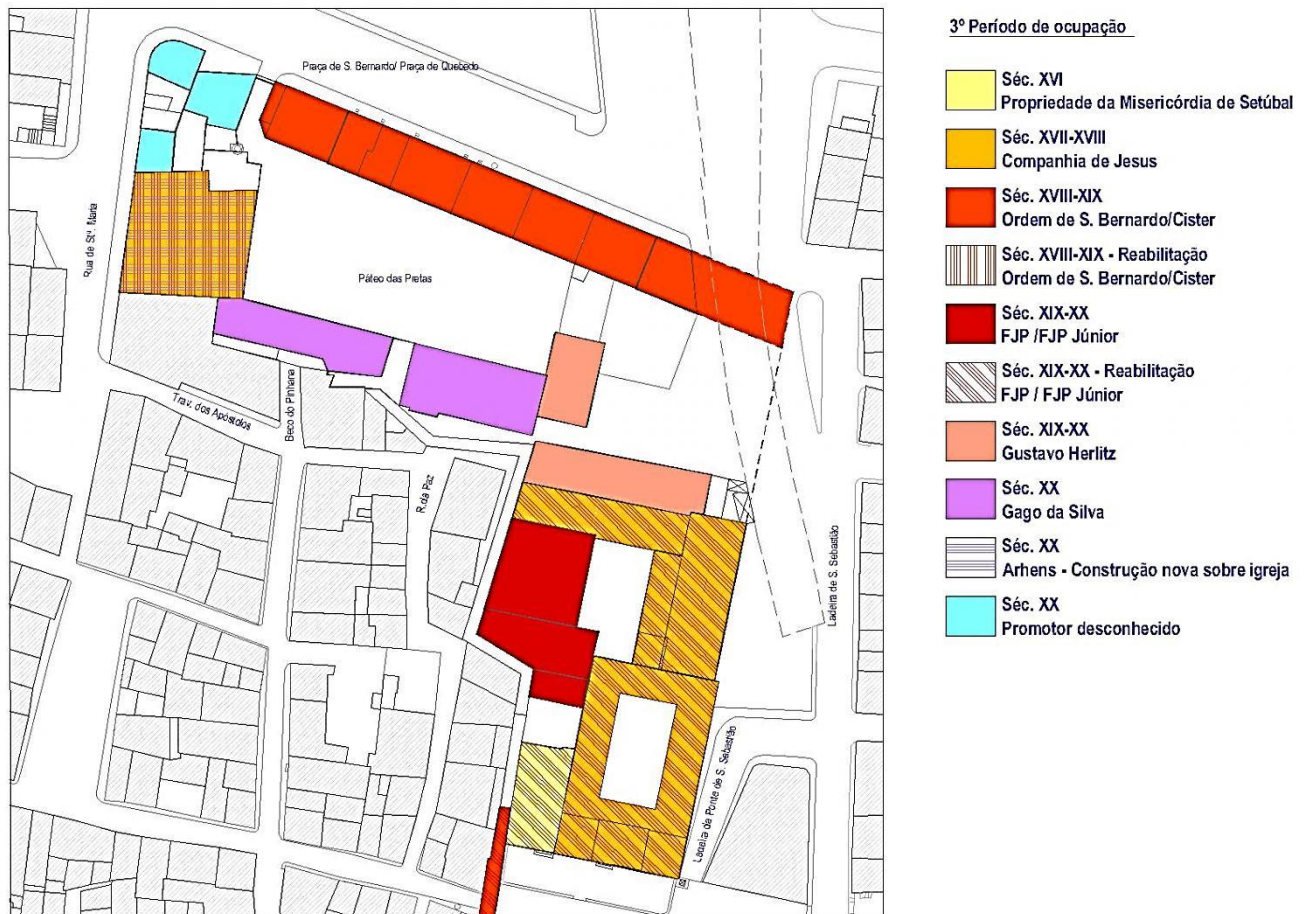 Praça de S. Bernardo/ Praça de Quebedo
Rua de Stª. Maria
Páteo das Pretas
Trav. dos Apóstolos
Beco do Pinhana
R.da Paz
Ladeira de S. Sebastião
Ladeira da Ponte de S. Sebastião
3º Período de ocupação
Séc. XVI
Propriedade da Misericórdia de Setúbal
Séc. XVII-XVIII
Companhia de Jesus
Séc. XVIII-XIX
Ordem de S. Bernardo/Cister
Séc. XVIII-XIX - Reabilitação
Ordem de S. Bernardo/Cister
Séc. XIX-XX
FJP /FJP Júnior
Séc. XIX-XX - Reabilitação
FJP / FJP Júnior
Séc. XIX-XX
Gustavo Herlitz
Séc. XX
Gago da Silva
Séc. XX
Arhens - Construção nova sobre igreja
Séc. XX
Promotor desconhecido